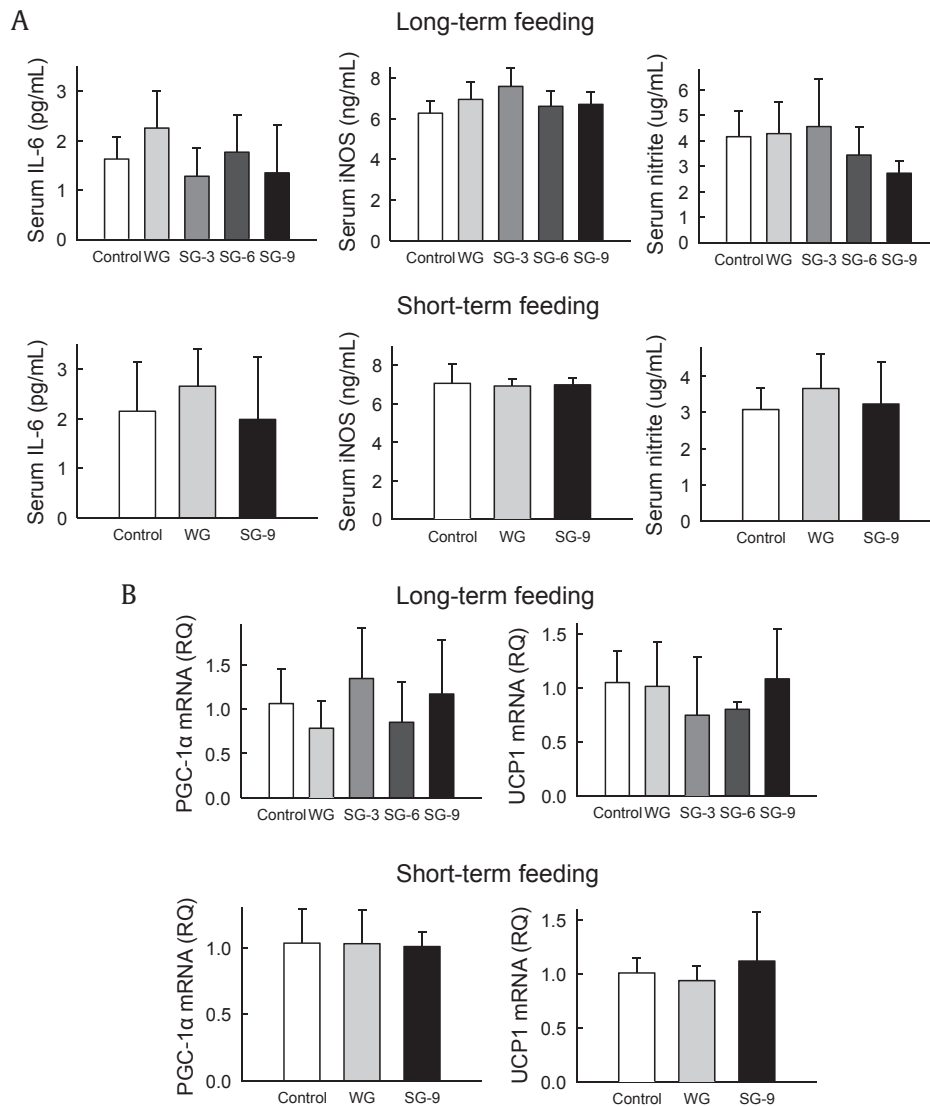 A
Long-term feeding
Serum IL-6 (pg/mL)
3
2
1
0
Control WG SG-3 SG-6 SG-9
Serum iNOS (ng/mL)
8
6
4
2
0
Control WG SG-3 SG-6 SG-9
Serum nitrite (ug/mL)
6
5
4
3
2
1
0
Control WG SG-3 SG-6 SG-9
Short-term feeding
Serum IL-6 (pg/mL)
3
2
1
0
Control WG SG-9
Serum iNOS (ng/mL)
8
6
4
2
0
Control WG SG-9
Serum nitrite (ug/mL)
4
3
2
1
0
Control WG SG-9
B
Long-term feeding
PGC-1α mRNA (RQ)
1.5
1.0
0.5
0.0
Control WG SG-3 SG-6 SG-9
UCP1 mRNA (RQ)
1.5
1.0
0.5
0.0
Control WG SG-3 SG-6 SG-9
Short-term feeding
PGC-1α mRNA (RQ)
1.0
0.5
0.0
Control WG SG-9
UCP1 mRNA (RQ)
1.5
1.0
0.5
0.0
Control WG SG-9